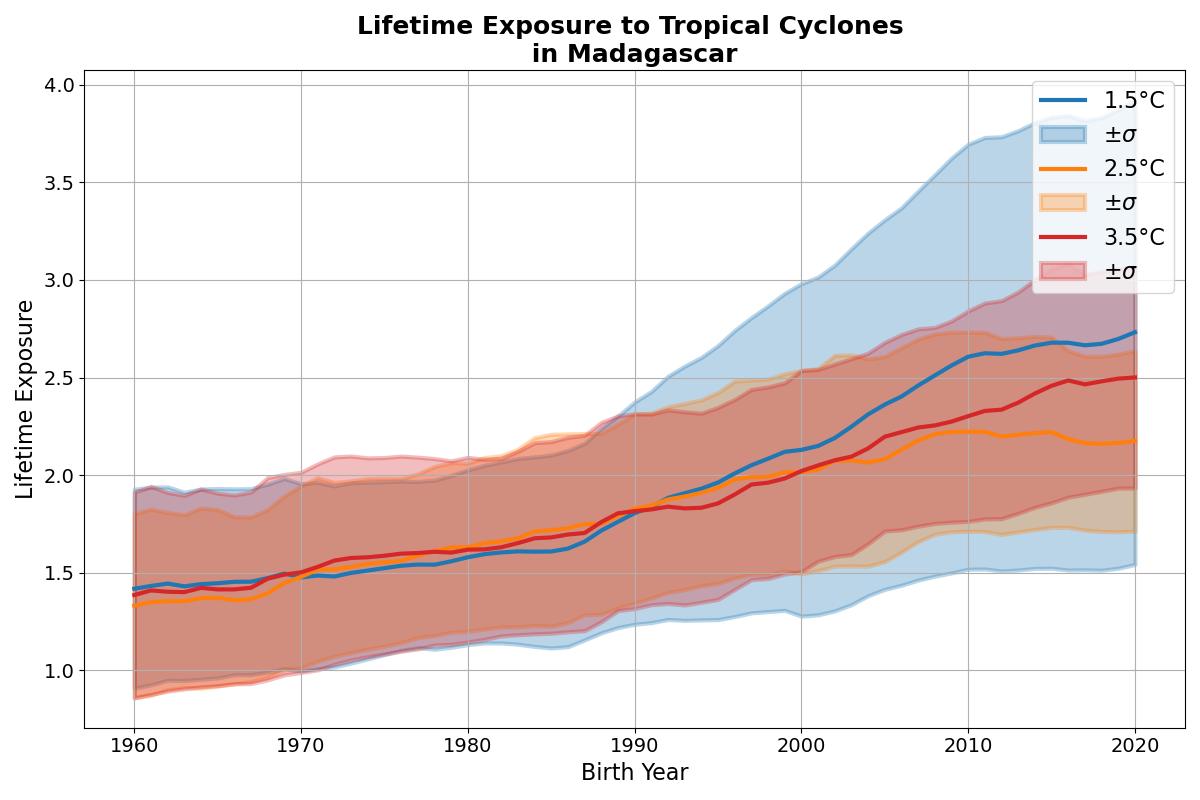 Lifetime Exposure to Tropical Cyclones
in Madagascar
4.0
3.5
3.0
2.5
2.0
1.5
1.0
Lifetime Exposure
1960
1970
1980
1990
2000
2010
2020
Birth Year
1.5°C
±σ
2.5°C
±σ
3.5°C
±σ